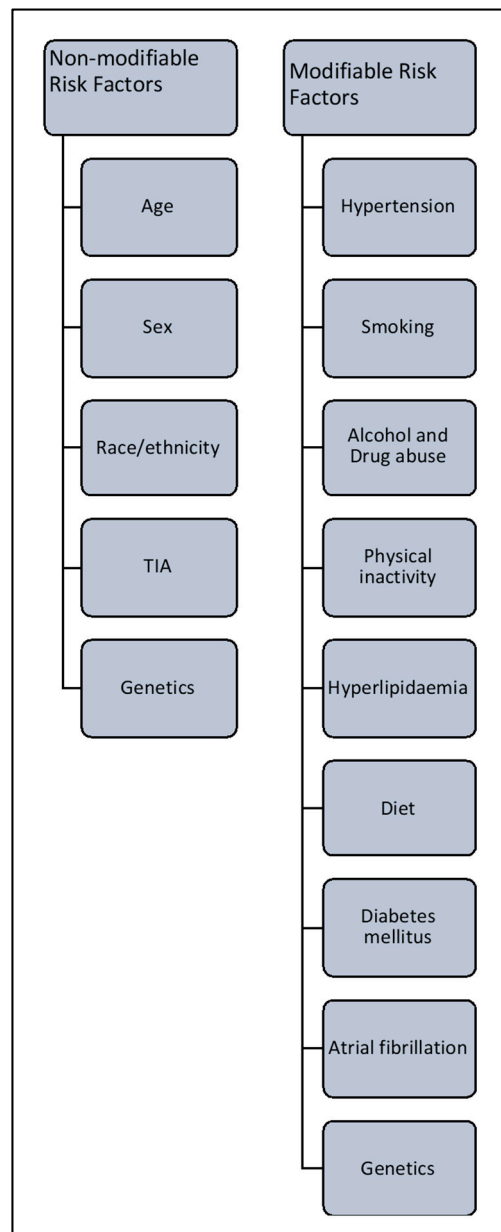 Non-modifiable
Risk Factors
Age
Sex
Race/ethnicity
TIA
Genetics
Modifiable Risk
Factors
Hypertension
Smoking
Alcohol and
Drug abuse
Physical
inactivity
Hyperlipidaemia
Diet
Diabetes
mellitus
Atrial fibrillation
Genetics